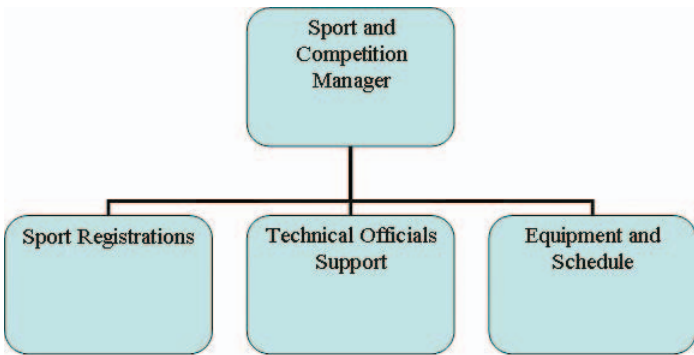 Sport and
Competition
Manager
Sport Registrations
Technical Officials
Support
Equipment and
Schedule